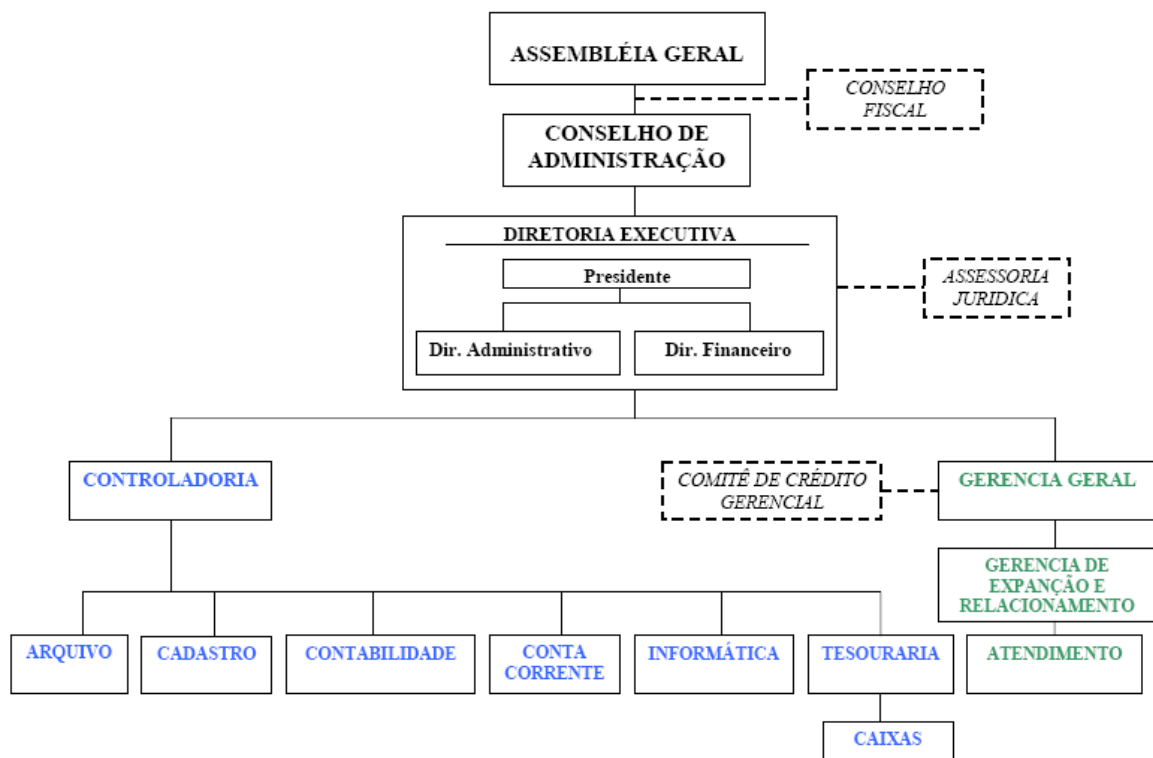 ASSEMBLÉIA GERAL
CONSELHO
FISCAL
CONSELHO DE
ADMINISTRAÇÃO
DIRETORIA EXECUTIVA
Presidente
Dir. Administrativo
Dir. Financeiro
ASSESSORIA
JURIDICA
CONTROLADORIA
COMITÊ DE CRÉDITO
GERENCIAL
GERENCIA GERAL
GERENCIA DE
EXPANÇÃO E
RELACIONAMENTO
ARQUIVO
CADASTRO
CONTABILIDADE
CONTA
CORRENTE
INFORMÁTICA
TESOURARIA
ATENDIMENTO
CAIXAS